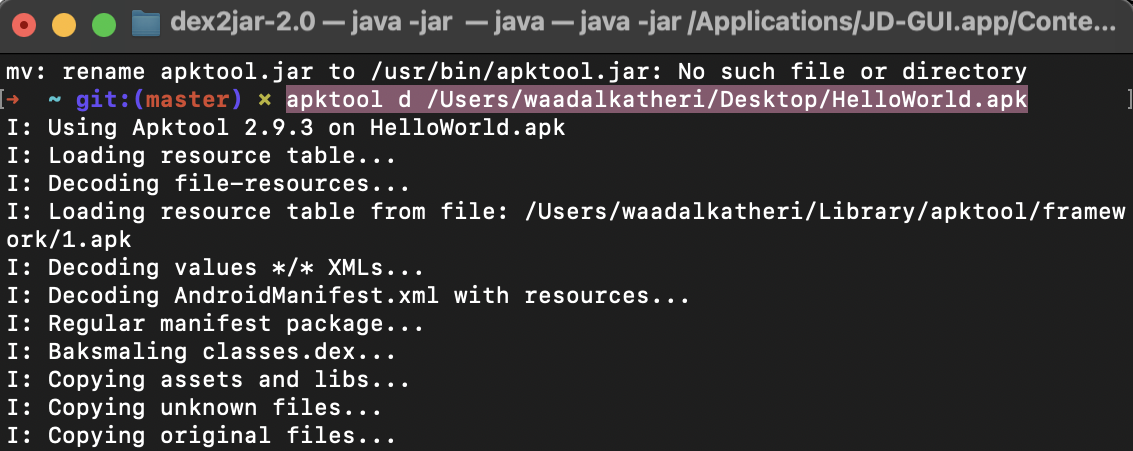 dex2jar-2.0 — java -jar — java — java -jar /Applications/JD-GUI.app/Conte...
mv: rename apktool.jar to /usr/bin/apktool.jar: No such file or directory
[→ ~ git:(master) × apktool d /Users/waadalkatheri/Desktop/HelloWorld.apk ]
I: Using Apktool 2.9.3 on HelloWorld.apk
I: Loading resource table...
I: Decoding file-resources...
I: Loading resource table from file: /Users/waadalkatheri/Library/apktool/framew
ork/1.apk
I: Decoding values */* XMLs...
I: Decoding AndroidManifest.xml with resources...
I: Regular manifest package...
I: Baksmaling classes.dex...
I: Copying assets and libs...
I: Copying unknown files...
I: Copying original files...